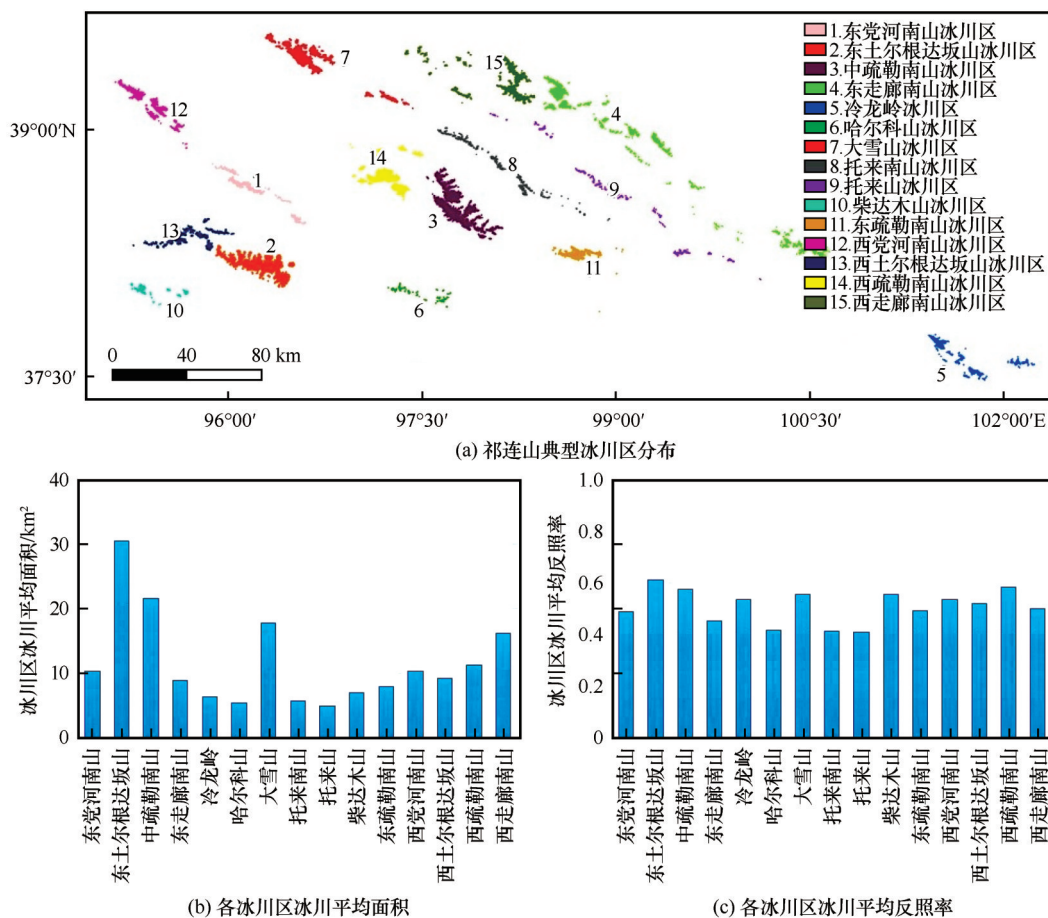 1.东党河南山冰川区
2.东土尔根达坂山冰川区
3.中疏勒南山冰川区
4.东走廊南山冰川区
5.冷龙岭冰川区
6.哈尔科山冰川区
7.大雪山冰川区
8.托来南山冰川区
9.托来山冰川区
10.柴达木山冰川区
11.东疏勒南山冰川区
12.西党河南山冰川区
13.西土尔根达坂山冰川区
14.西疏勒南山冰川区
15.西走廊南山冰川区
7
15
12
4
39°00′N
14
8
1
9
3
13
2
11
10
6
0 40 80 km
5
37°30′
96°00′ 97°30′ 99°00′ 100°30′ 102°00′E
(a) 祁连山典型冰川区分布
冰川区冰川平均面积/km²
40
30
20
10
0
东党河南山
东土尔根达坂山
中疏勒南山
东走廊南山
冷龙岭
哈尔科山
大雪山
托来南山
托来山
柴达木山
东疏勒南山
西党河南山
西土尔根达坂山
西疏勒南山
西走廊南山
(b) 各冰川区冰川平均面积
冰川区冰川平均反照率
1.0
0.8
0.6
0.4
0.2
0
东党河南山
东土尔根达坂山
中疏勒南山
东走廊南山
冷龙岭
哈尔科山
大雪山
托来南山
托来山
柴达木山
东疏勒南山
西党河南山
西土尔根达坂山
西疏勒南山
西走廊南山
(c) 各冰川区冰川平均反照率